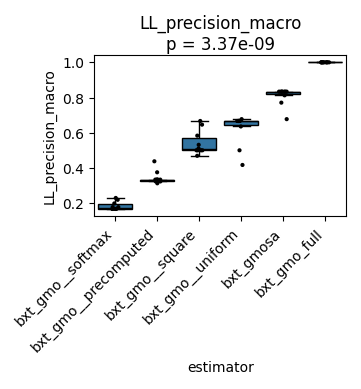 LL_precision_macro
p = 3.37e-09
LL_precision_macro
1.0
0.8
0.6
0.4
0.2
bxt_gmo__softmax
bxt_gmo__precomputed
bxt_gmo__square
bxt_gmo__uniform
bxt_gmosa
bxt_gmo_full
estimator